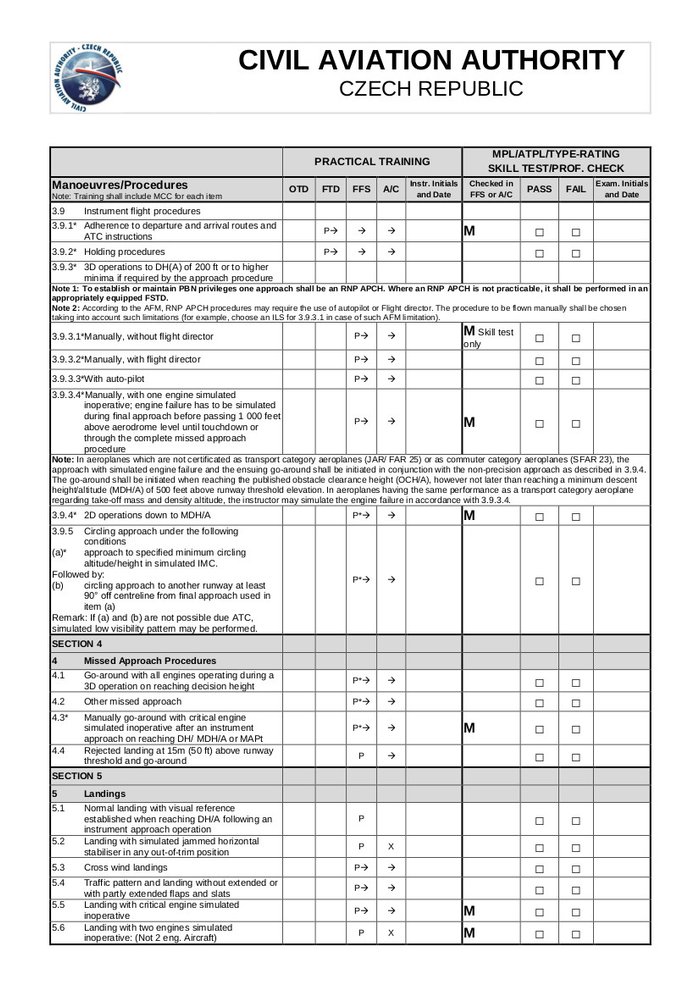 CIVIL AVIATION AUTHORITY
CZECH REPUBLIC
CIVIL AVIATION AUTHORITY - CZECH REPUBLIC
PRACTICAL TRAINING
MPL/ATPL/TYPE-RATING
SKILL TEST/PROF. CHECK
Manoeuvres/Procedures
Note: Training shall include MCC for each item
OTD FTD FFS A/C Instr. Initials and Date Checked in FFS or A/C PASS FAIL Exam. Initials and Date
3.9 Instrument flight procedures
3.9.1* Adherence to departure and arrival routes and
ATC instructions
P→ → → M ☐ ☐
3.9.2* Holding procedures P→ → → ☐ ☐
3.9.3* 3D operations to DH(A) of 200 ft or to higher
minima if required by the approach procedure
Note 1: To establish or maintain PBN privileges one approach shall be an RNP APCH. Where an RNP APCH is not practicable, it shall be performed in an
appropriately equipped FSTD.
Note 2: According to the AFM, RNP APCH procedures may require the use of autopilot or Flight director. The procedure to be flown manually shall be chosen
taking into account such limitations (for example, choose an ILS for 3.9.3.1 in case of such AFM limitation).
3.9.3.1*Manually, without flight director P→ → M Skill test
only ☐ ☐
3.9.3.2*Manually, with flight director P→ → ☐ ☐
3.9.3.3*With auto-pilot P→ → ☐ ☐
3.9.3.4*Manually, with one engine simulated
inoperative; engine failure has to be simulated
during final approach before passing 1 000 feet
above aerodrome level until touchdown or
through the complete missed approach
procedure
P→ → M ☐ ☐
Note: In aeroplanes which are not certificated as transport category aeroplanes (JAR/ FAR 25) or as commuter category aeroplanes (SFAR 23), the
approach with simulated engine failure and the ensuing go-around shall be initiated in conjunction with the non-precision approach as described in 3.9.4.
The go-around shall be initiated when reaching the published obstacle clearance height (OCH/A), however not later than reaching a minimum descent
height/altitude (MDH/A) of 500 feet above runway threshold elevation. In aeroplanes having the same performance as a transport category aeroplane
regarding take-off mass and density altitude, the instructor may simulate the engine failure in accordance with 3.9.3.4.
3.9.4* 2D operations down to MDH/A P*→ → M ☐ ☐
3.9.5 Circling approach under the following
conditions
(a)* approach to specified minimum circling
altitude/height in simulated IMC.
Followed by:
(b) circling approach to another runway at least
90° off centreline from final approach used in
item (a)
Remark: If (a) and (b) are not possible due ATC,
simulated low visibility pattern may be performed.
P*→ → ☐ ☐
SECTION 4
4 Missed Approach Procedures
4.1 Go-around with all engines operating during a
3D operation on reaching decision height
P*→ → ☐ ☐
4.2 Other missed approach P*→ → ☐ ☐
4.3* Manually go-around with critical engine
simulated inoperative after an instrument
approach on reaching DH/ MDH/A or MAPt
P*→ → M ☐ ☐
4.4 Rejected landing at 15m (50 ft) above runway
threshold and go-around
P → ☐ ☐
SECTION 5
5 Landings
5.1 Normal landing with visual reference
established when reaching DH/A following an
instrument approach operation
P ☐ ☐
5.2 Landing with simulated jammed horizontal
stabiliser in any out-of-trim position
P X ☐ ☐
5.3 Cross wind landings P→ → ☐ ☐
5.4 Traffic pattern and landing without extended or
with partly extended flaps and slats
P→ → ☐ ☐
5.5 Landing with critical engine simulated
inoperative
P→ → M ☐ ☐
5.6 Landing with two engines simulated
inoperative: (Not 2 eng. Aircraft)
P X M ☐ ☐